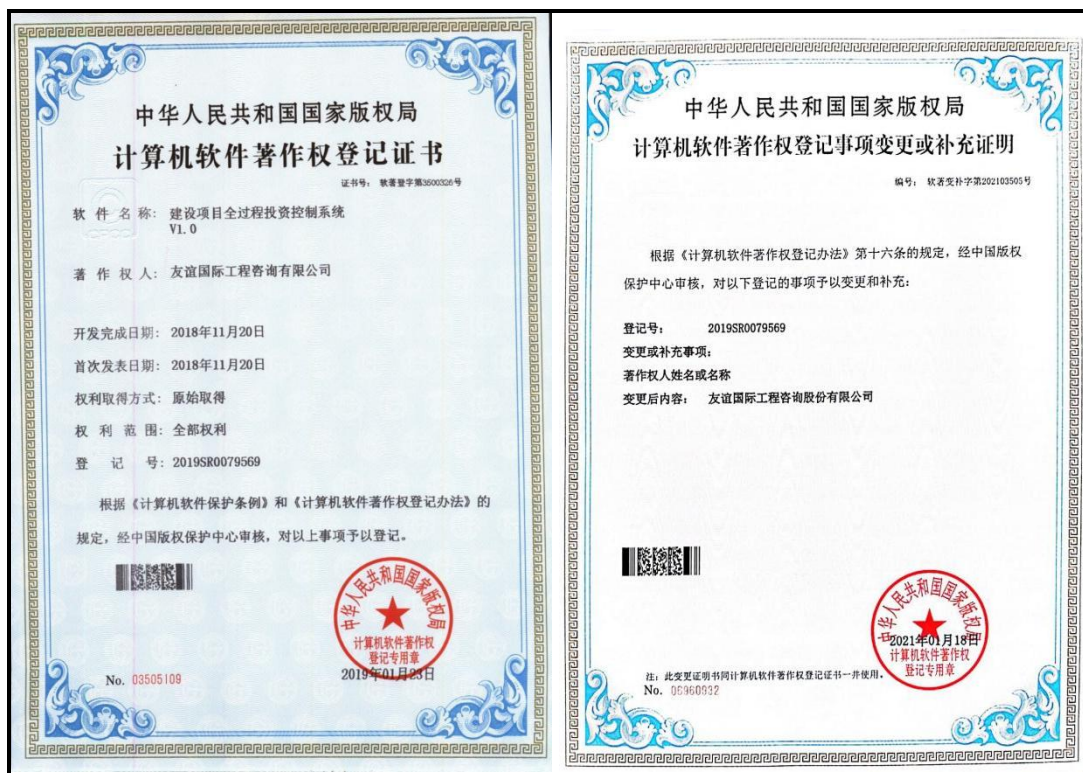 中华人民共和国国家版权局
计算机软件著作权登记证书
证书号: 软著登字第3500326号
软件名称: 建设项目全过程投资控制系统
V1.0
著作权人: 友谊国际工程咨询有限公司
开发完成日期: 2018年11月20日
首次发表日期: 2018年11月20日
权利取得方式: 原始取得
权利范围: 全部权利
登记号: 2019SR0079569
根据《计算机软件保护条例》和《计算机软件著作权登记办法》的
规定,经中国版权保护中心审核,对以上事项予以登记。
中华人民共和国国家版权局
计算机软件著作权
登记专用章
2019年01月23日
No. 03505109
中华人民共和国国家版权局
计算机软件著作权登记事项变更或补充证明
编号: 软著变补字第202103505号
根据《计算机软件著作权登记办法》第十六条的规定,经中国版权
保护中心审核,对以下登记的事项予以变更和补充:
登记号: 2019SR0079569
变更或补充事项:
著作权人姓名或名称
变更后内容: 友谊国际工程咨询股份有限公司
中华人民共和国国家版权局
2021年01月18日
计算机软件著作权
登记专用章
注: 此变更证明书同计算机软件著作权登记证书一并使用。
No. 06960932